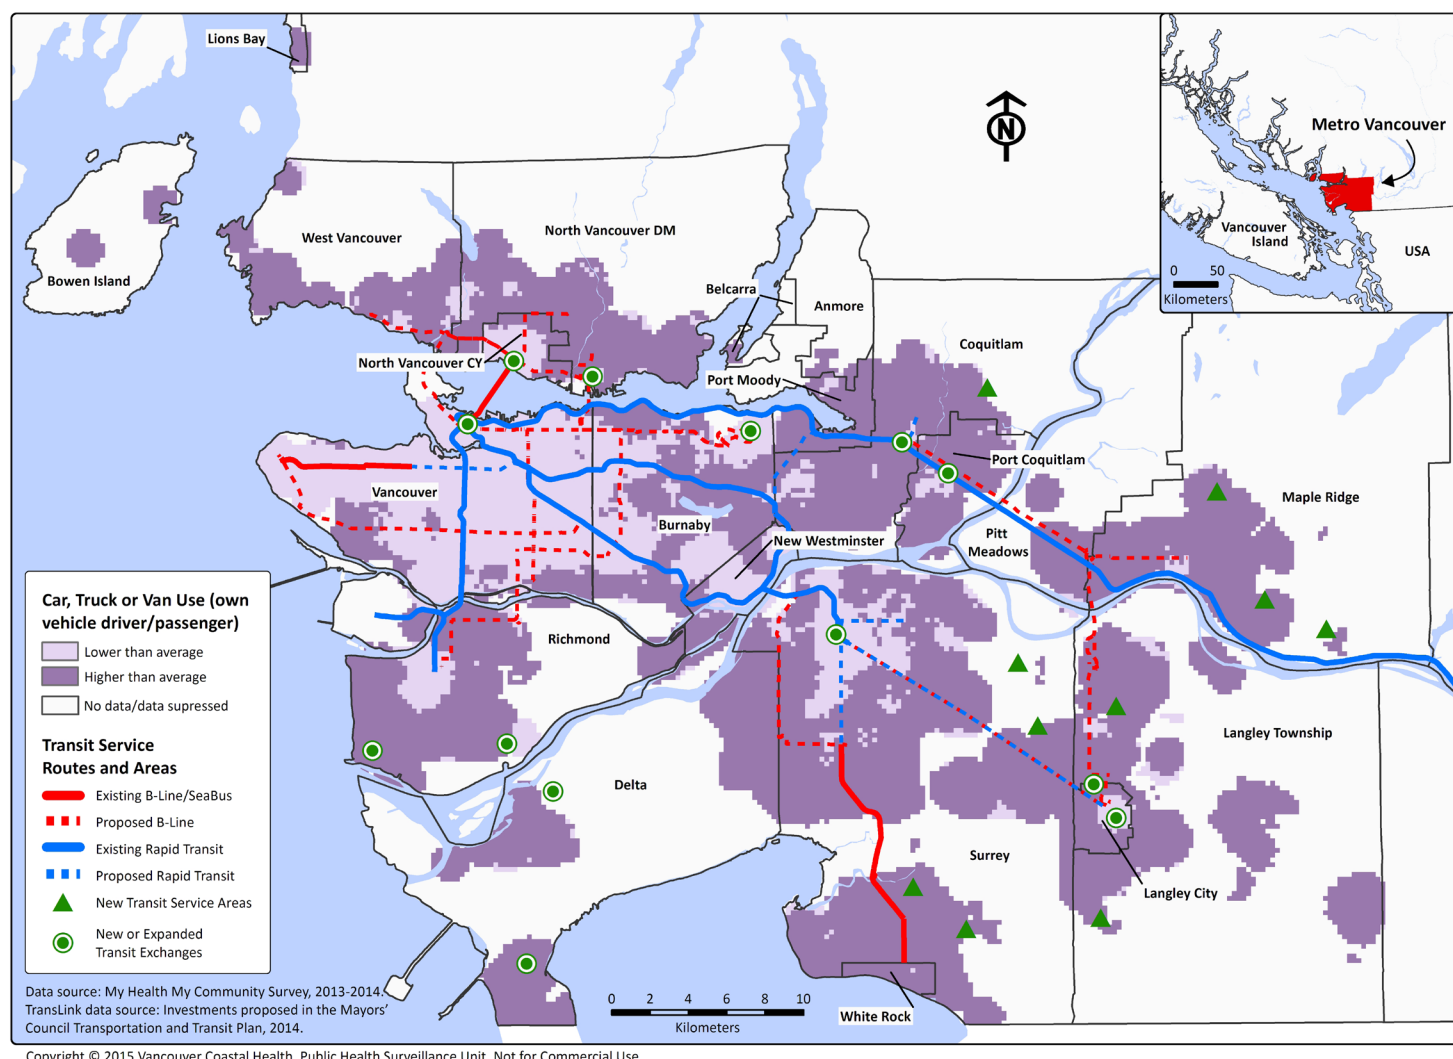 Lions Bay
N
Metro Vancouver
Vancouver
Island
USA
0 50
Kilometers
West Vancouver
North Vancouver DM
Bowen Island
Belcarra
Anmore
North Vancouver CY
Port Moody
Coquitlam
Port Coquitlam
Vancouver
Burnaby
New Westminster
Pitt
Meadows
Maple Ridge
Richmond
Delta
Surrey
Langley Township
Langley City
White Rock
Car, Truck or Van Use (own
vehicle driver/passenger)
Lower than average
Higher than average
No data/data supressed
Transit Service
Routes and Areas
Existing B-Line/SeaBus
Proposed B-Line
Existing Rapid Transit
Proposed Rapid Transit
New Transit Service Areas
New or Expanded
Transit Exchanges
Data source: My Health My Community Survey, 2013-2014.
TransLink data source: Investments proposed in the Mayors'
Council Transportation and Transit Plan, 2014.
0 2 4 6 8 10
Kilometers
Copyright © 2015 Vancouver Coastal Health, Public Health Surveillance Unit. Not for Commercial Use